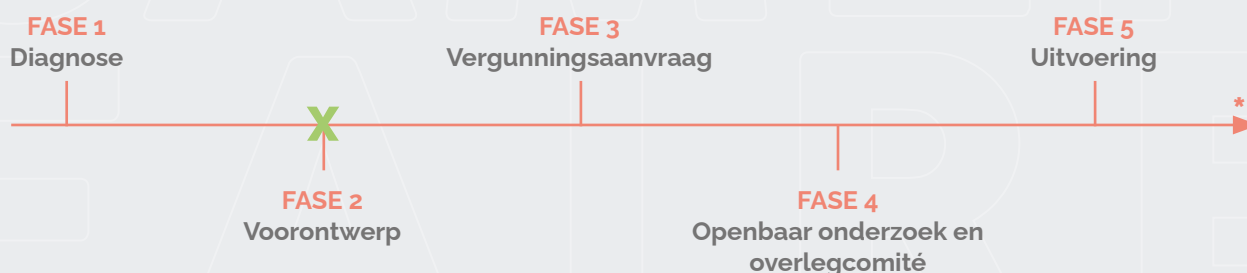 FASE 1
Diagnose
FASE 3
Vergunningsaanvraag
FASE 5
Uitvoering
*
X
FASE 2
Voorontwerp
FASE 4
Openbaar onderzoek en
overlegcomité